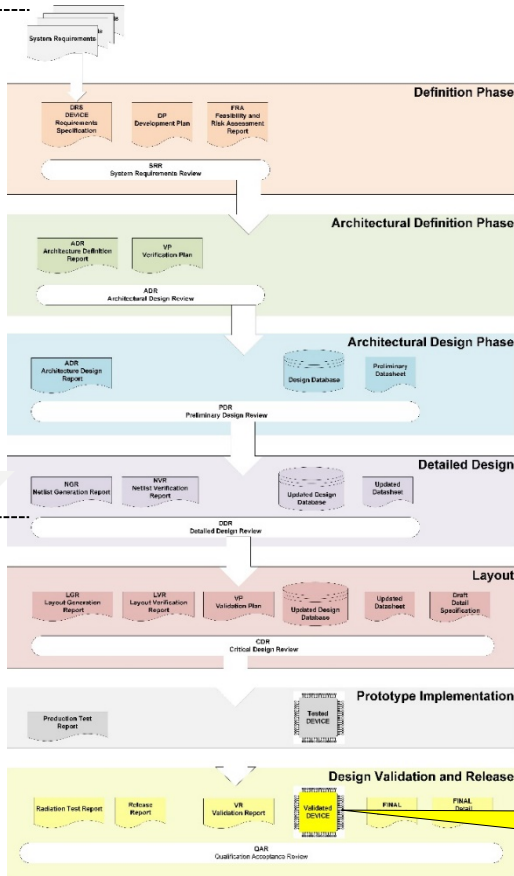 System Requirements
Definition Phase
DRS
DEVICE
Requirements
Specification
DP
Development Plan
FRA
Feasibility and
Risk Assessment
Report
SRR
System Requirements Review
Architectural Definition Phase
ADR
Architecture Definition
Report
VP
Verification Plan
ADR
Architectural Design Review
Architectural Design Phase
ADR
Architecture Design
Report
Design Database
Preliminary
Datasheet
PDR
Preliminary Design Review
Detailed Design
NGR
Netlist Generation Report
NVR
Netlist Verification
Report
Updated Design
Database
Updated
Datasheet
DDR
Detailed Design Review
Layout
LGR
Layout Generation
Report
LVR
Layout Verification
Report
VP
Validation Plan
Updated Design
Database
Updated
Datasheet
Draft
Detail
Specification
CDR
Critical Design Review
Prototype Implementation
Production Test
Report
Tested
DEVICE
Design Validation and Release
Radiation Test Report
Release
Report
VR
Validation Report
Validated
DEVICE
FINAL
FINAL
Detail
QAR
Qualification Acceptance Review